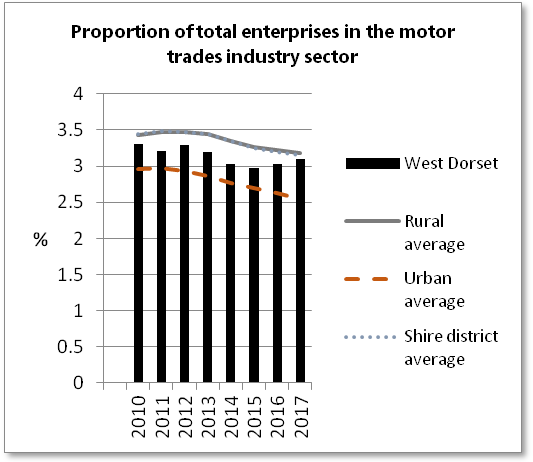 Proportion of total enterprises in the motor
trades industry sector
4
3.5
3
2.5
2
1.5
1
0.5
0
%
2010
2011
2012
2013
2014
2015
2016
2017
West Dorset
Rural
average
Urban
average
Shire district
average